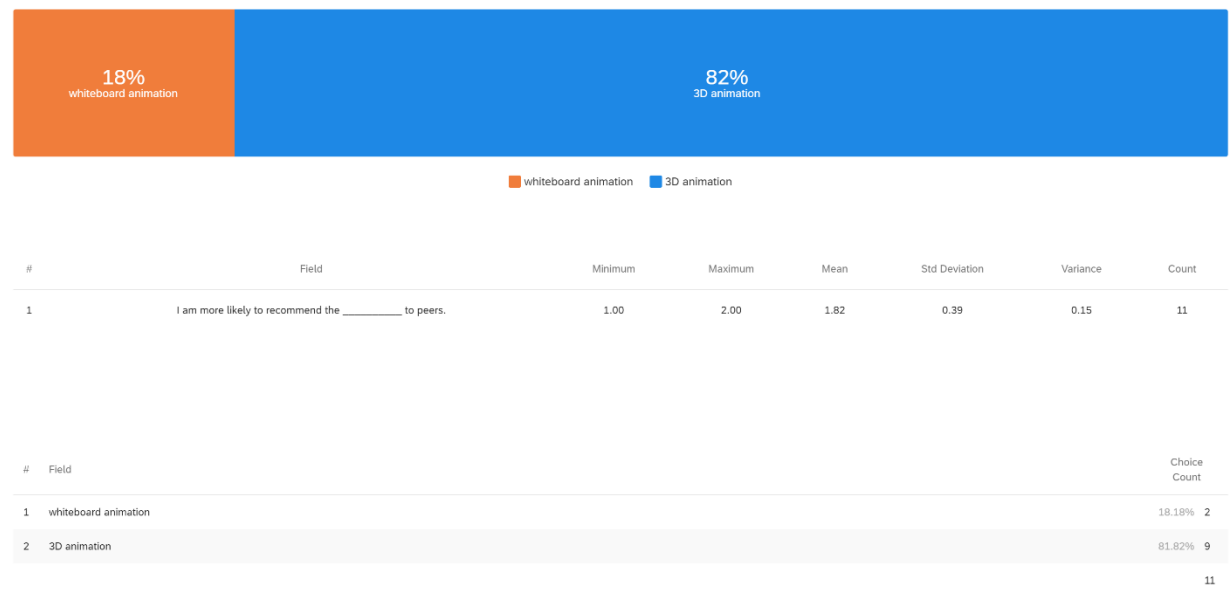 18%
whiteboard animation
82%
3D animation
whiteboard animation 3D animation
# Field Minimum Maximum Mean Std Deviation Variance Count
1 I am more likely to recommend the ___________ to peers. 1.00 2.00 1.82 0.39 0.15 11
# Field Choice
Count
1 whiteboard animation 18.18% 2
2 3D animation 81.82% 9
11